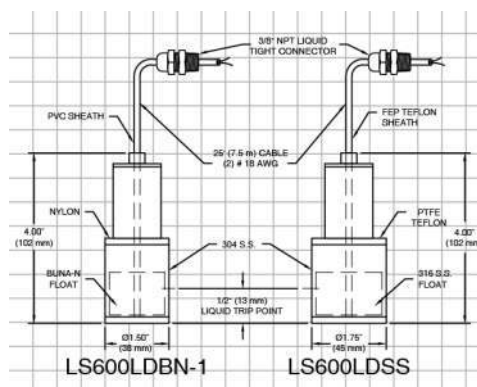 3/8" NPT LIQUID
TIGHT CONNECTOR
PVC SHEATH
FEP TEFLON
SHEATH
25' (7.5 m) CABLE
(2) # 18 AWG
4.00"
(102 mm)
NYLON
PTFE
TEFLON
4.00"
(102 mm)
304 S.S.
BUNA-N
FLOAT
316 S.S.
FLOAT
1/2" (13 mm)
LIQUID TRIP POINT
Ø1.50"
(38 mm)
Ø1.75"
(45 mm)
LS600LDBN-1
LS600LDSS